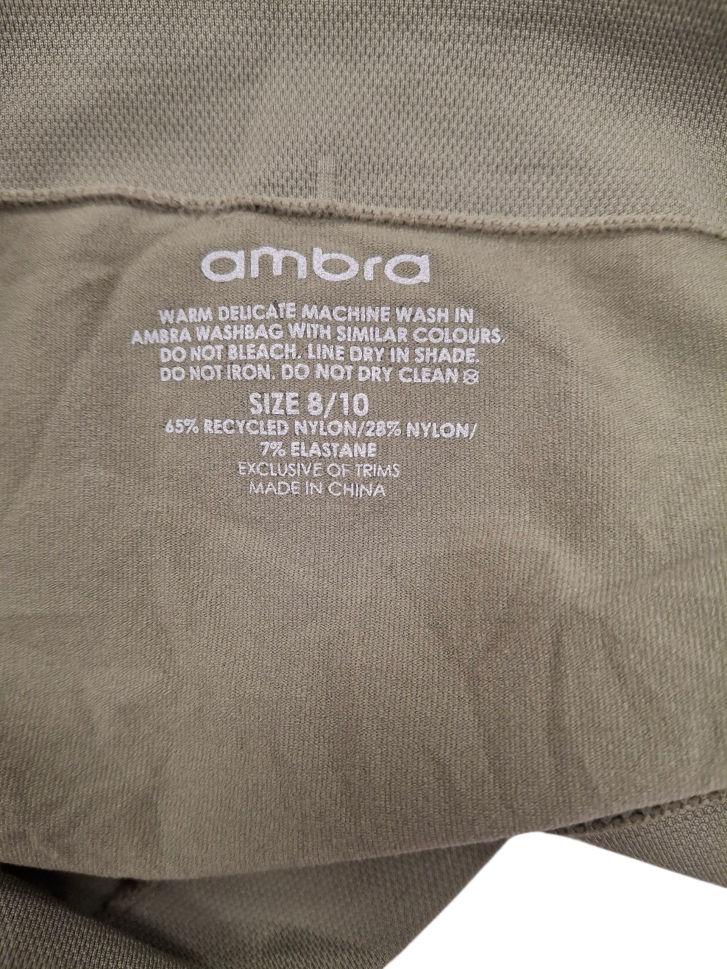 ambra
WARM DELICATE MACHINE WASH IN
AMBRA WASHBAG WITH SIMILAR COLOURS.
DO NOT BLEACH. LINE DRY IN SHADE.
DO NOT IRON. DO NOT DRY CLEAN
SIZE 8/10
65% RECYCLED NYLON/28% NYLON/
7% ELASTANE
EXCLUSIVE OF TRIMS
MADE IN CHINA